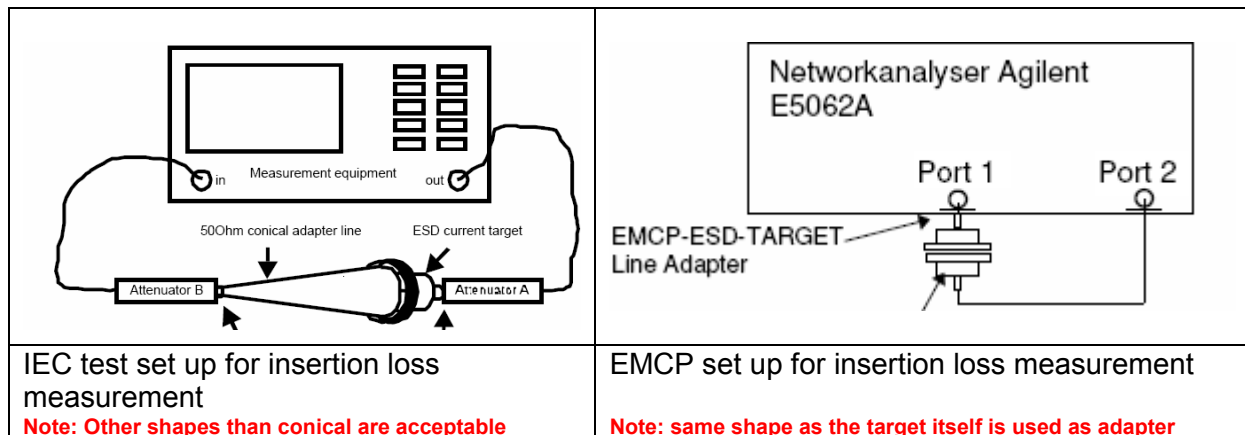 Measurement equipment
in
out
50Ohm conical adapter line
ESD current target
Attenuator B
Attenuator A
Networkanalyser Agilent
E5062A
Port 1
Port 2
EMCP-ESD-TARGET
Line Adapter
IEC test set up for insertion loss
measurement
Note: Other shapes than conical are acceptable
EMCP set up for insertion loss measurement
Note: same shape as the target itself is used as adapter